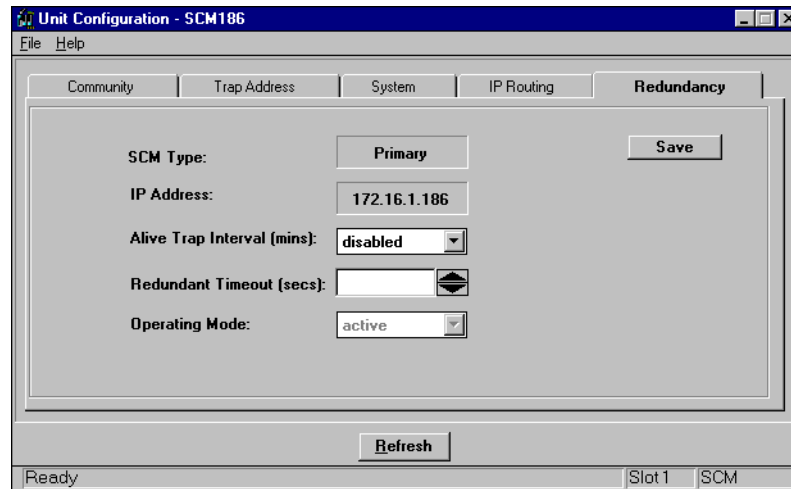 Unit Configuration - SCM186
File Help
Community Trap Address System IP Routing Redundancy
SCM Type: Primary Save
IP Address: 172.16.1.186
Alive Trap Interval (mins): disabled
Redundant Timeout (secs):
Operating Mode: active
Refresh
Ready Slot 1 SCM